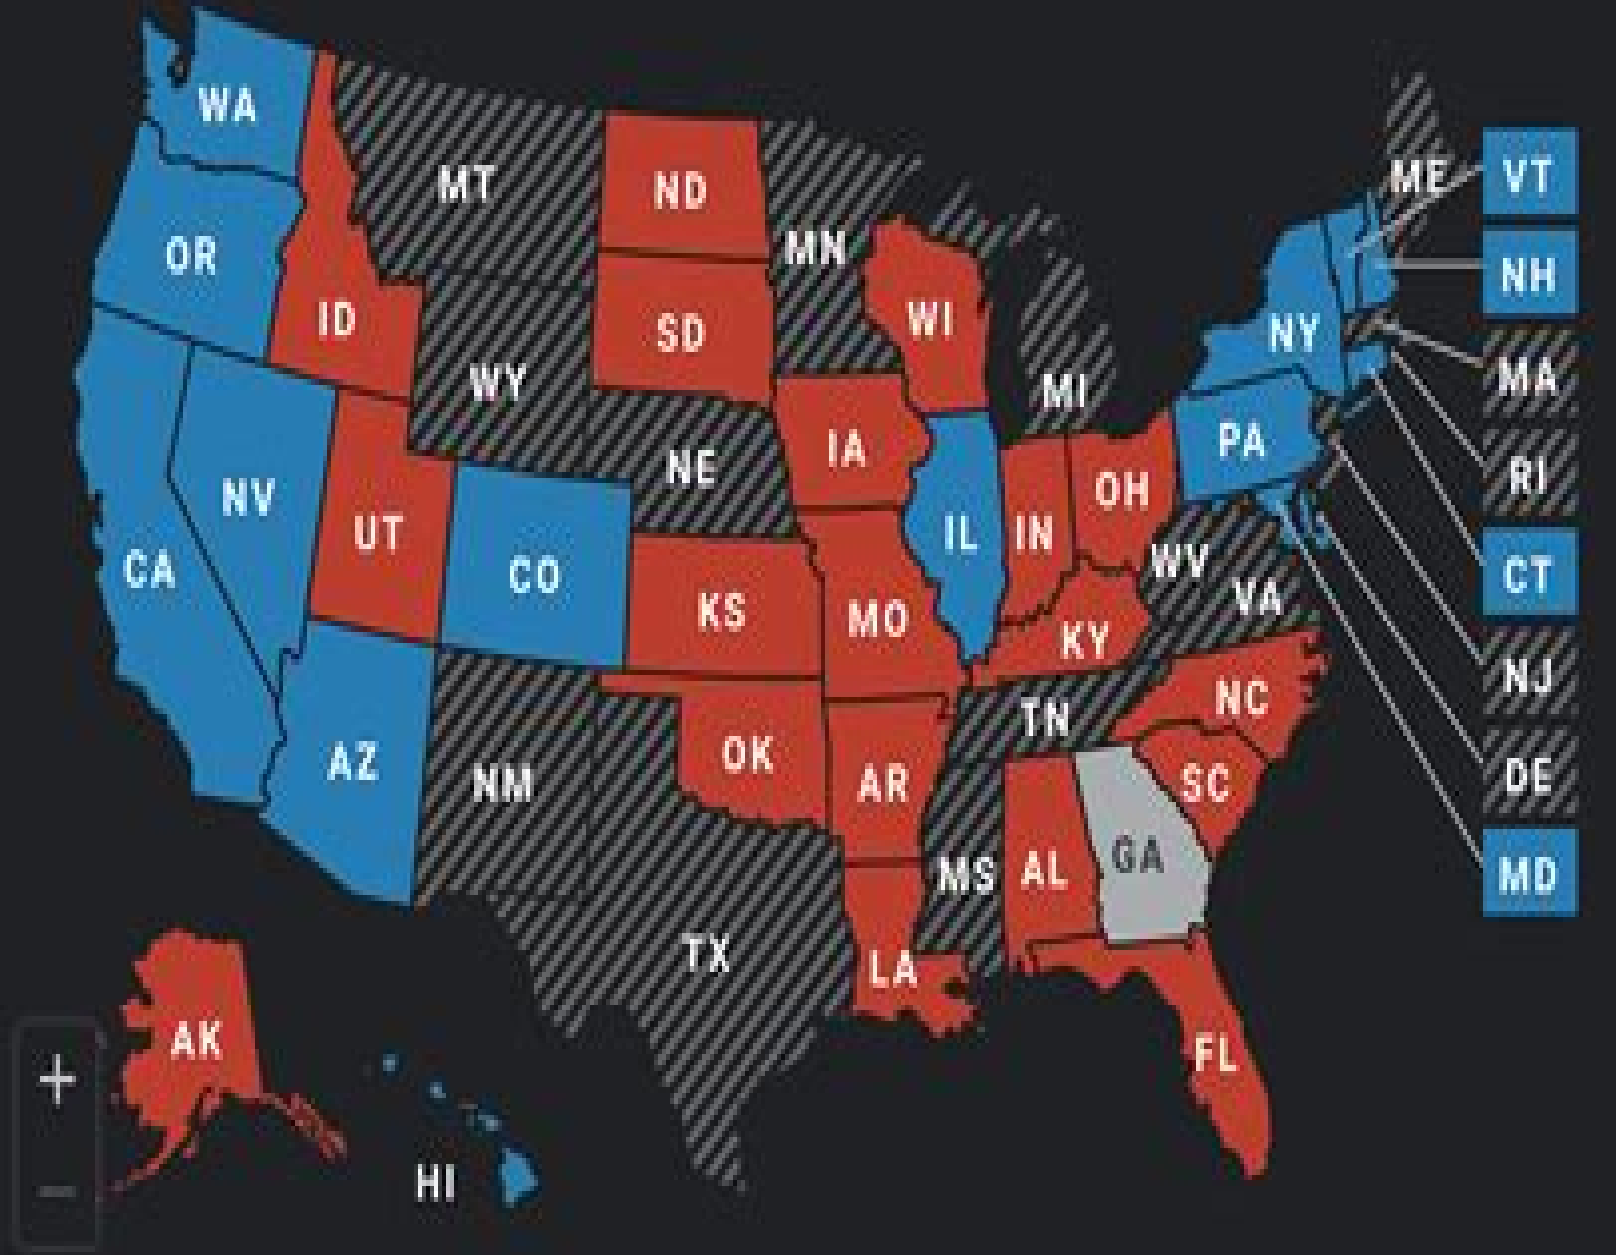 WA
MT
ND
ME
VT
OR
MN
NH
ID
SD
WI
NY
WY
MI
MA
IA
PA
NE
RI
NV
UT
OH
IL
IN
CA
CO
WV
CT
KS
MO
VA
KY
NJ
NC
TN
AZ
NM
OK
AR
SC
DE
GA
MS
AL
MD
TX
LA
AK
FL
+
HI
−